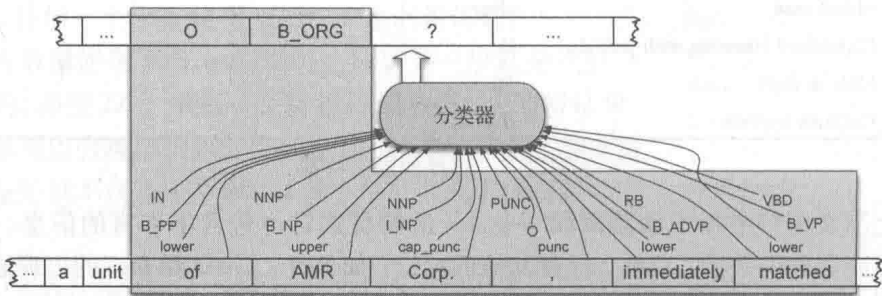 ... O B_ORG ? ...
分类器
IN NNP NNP PUNC RB VBD
B_PP B_NP I_NP O B_ADVP B_VP
lower upper cap_punc punc lower lower
... a unit of AMR Corp. , immediately matched ...